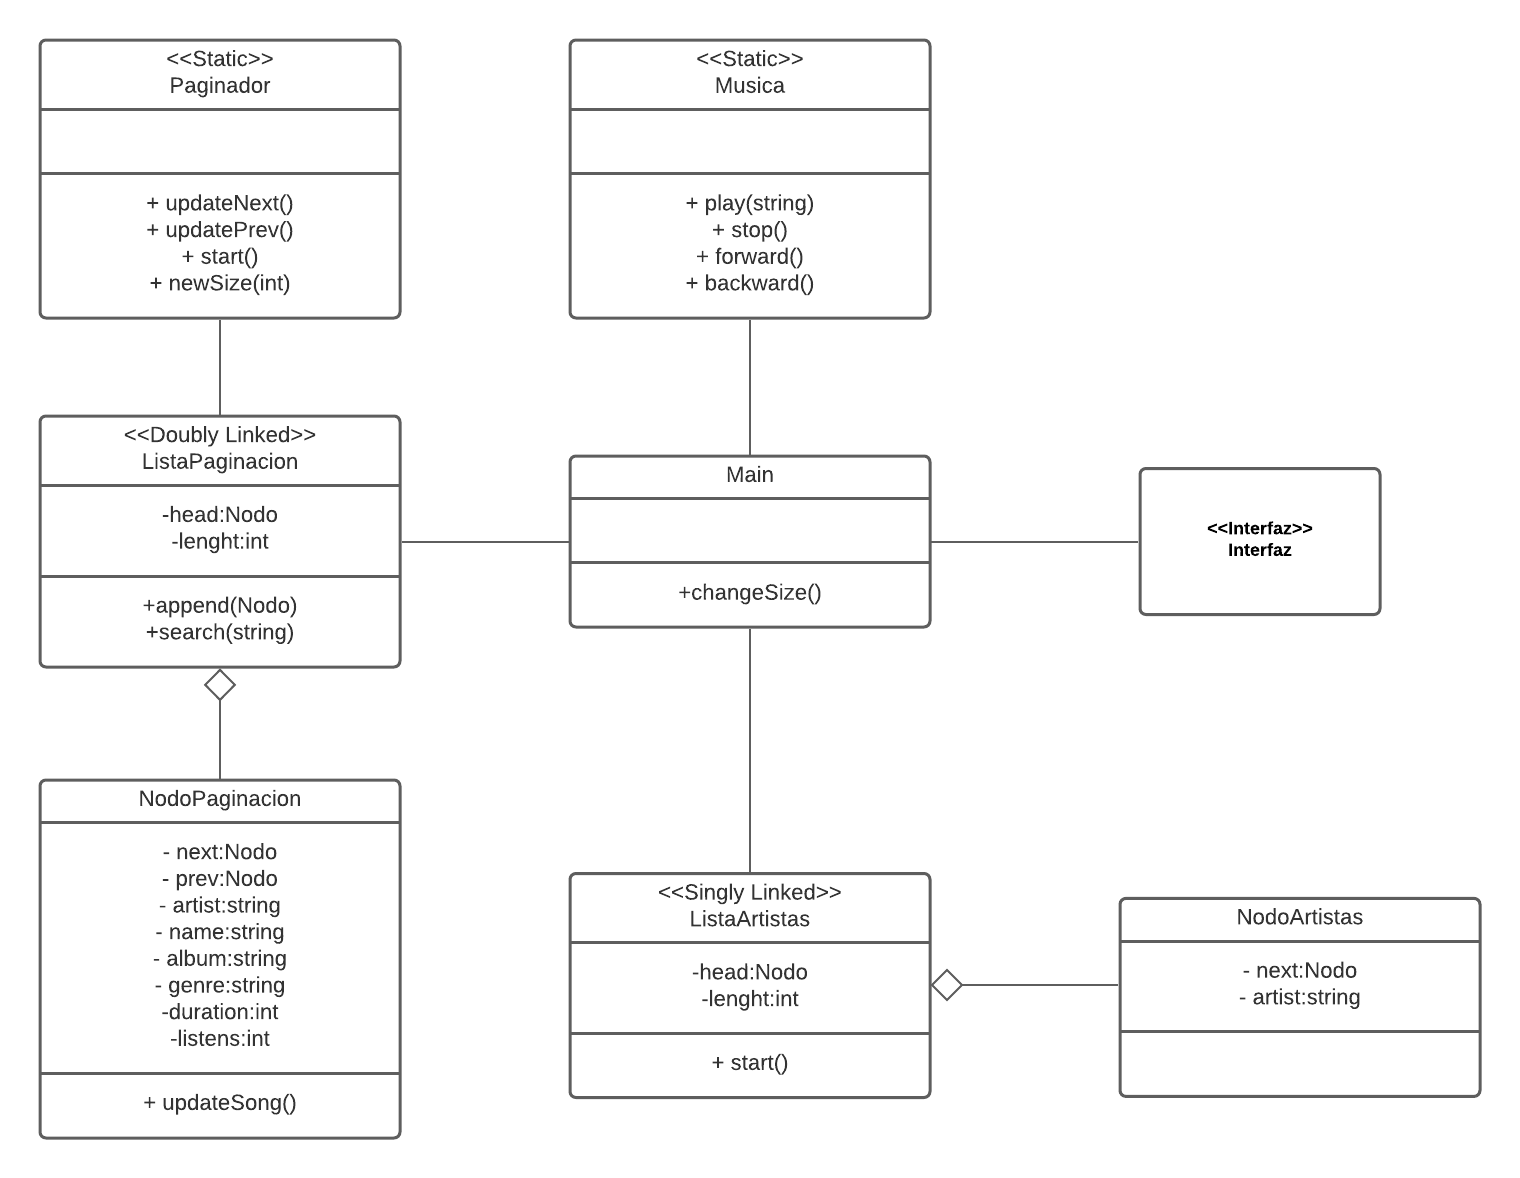 <<Static>>
Paginador
+ updateNext()
+ updatePrev()
+ start()
+ newSize(int)
<<Static>>
Musica
+ play(string)
+ stop()
+ forward()
+ backward()
<<Doubly Linked>>
ListaPaginacion
-head:Nodo
-lenght:int
+append(Nodo)
+search(string)
Main
+changeSize()
<<Interfaz>>
Interfaz
NodoPaginacion
- next:Nodo
- prev:Nodo
- artist:string
- name:string
- album:string
- genre:string
-duration:int
-listens:int
+ updateSong()
<<Singly Linked>>
ListaArtistas
-head:Nodo
-lenght:int
+ start()
NodoArtistas
- next:Nodo
- artist:string